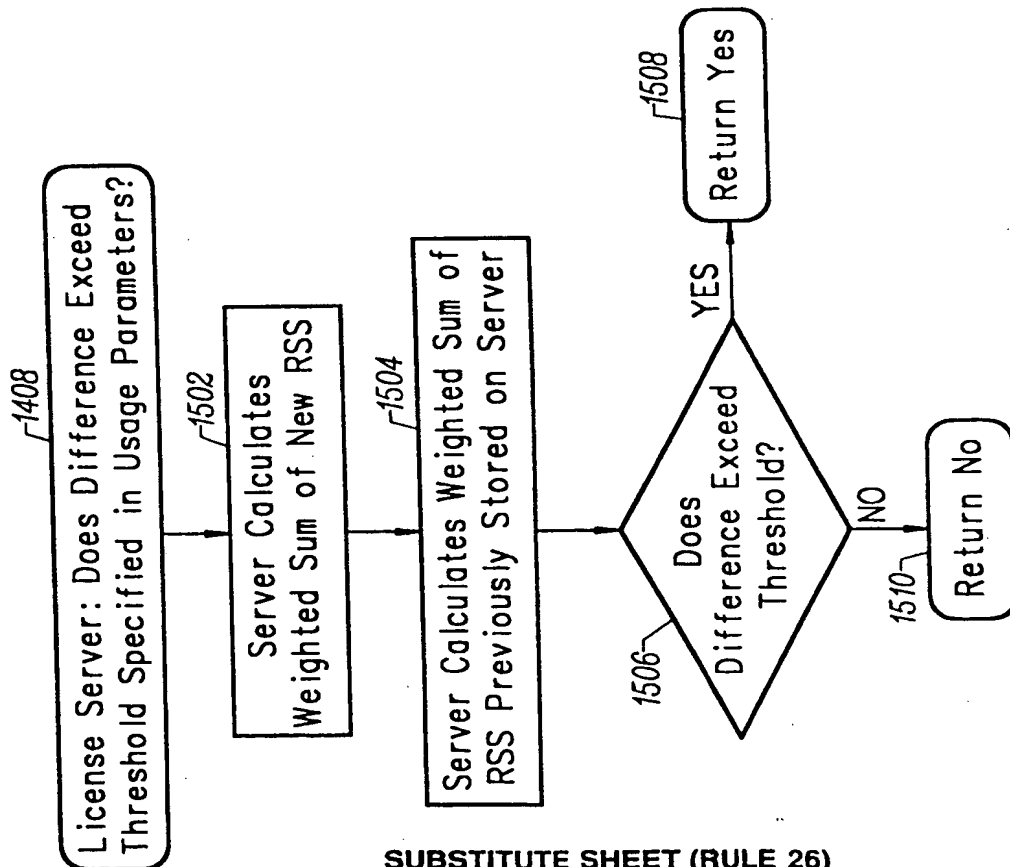 1408
License Server: Does Difference Exceed
Threshold Specified in Usage Parameters?
1502
Server Calculates
Weighted Sum of New RSS
1504
Server Calculates Weighted Sum of
RSS Previously Stored on Server
1506
Does
Difference Exceed
Threshold?
YES
1508
Return Yes
NO
1510
Return No
SUBSTITUTE SHEET (RULE 26)